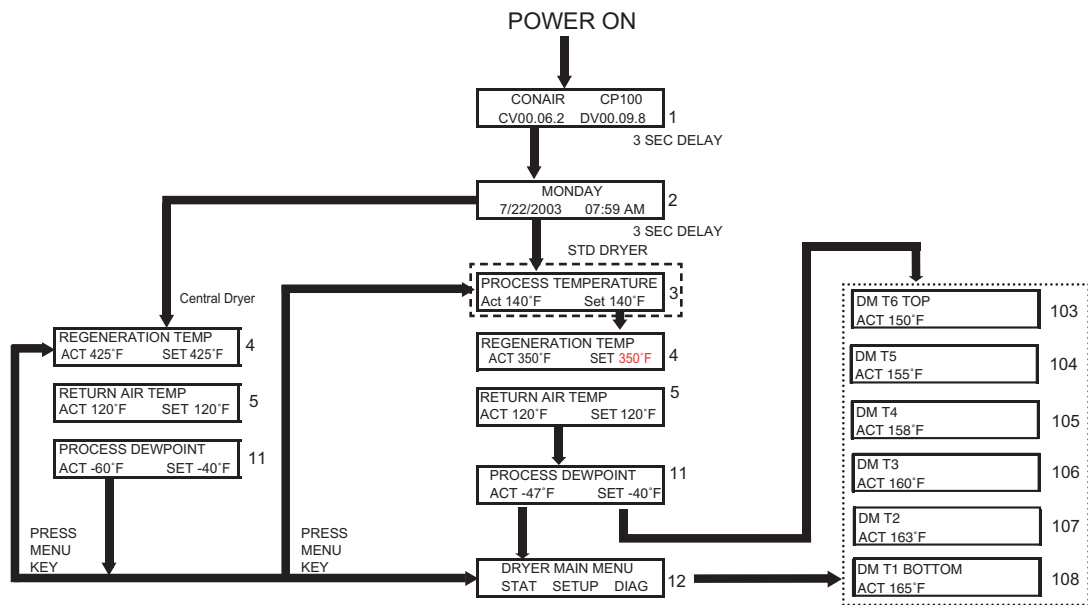 POWER ON
CONAIR CP100
CV00.06.2 DV00.09.8
1
3 SEC DELAY
MONDAY
7/22/2003 07:59 AM
2
3 SEC DELAY
STD DRYER
PROCESS TEMPERATURE
Act 140°F Set 140°F
3
Central Dryer
REGENERATION TEMP
ACT 425°F SET 425°F
4
RETURN AIR TEMP
ACT 120°F SET 120°F
5
PROCESS DEWPOINT
ACT -60°F SET -40°F
11
PRESS
MENU
KEY
REGENERATION TEMP
ACT 350°F SET 350°F
4
RETURN AIR TEMP
ACT 120°F SET 120°F
5
PROCESS DEWPOINT
ACT -47°F SET -40°F
11
PRESS
MENU
KEY
DRYER MAIN MENU
STAT SETUP DIAG
12
DM T6 TOP
ACT 150°F
103
DM T5
ACT 155°F
104
DM T4
ACT 158°F
105
DM T3
ACT 160°F
106
DM T2
ACT 163°F
107
DM T1 BOTTOM
ACT 165°F
108